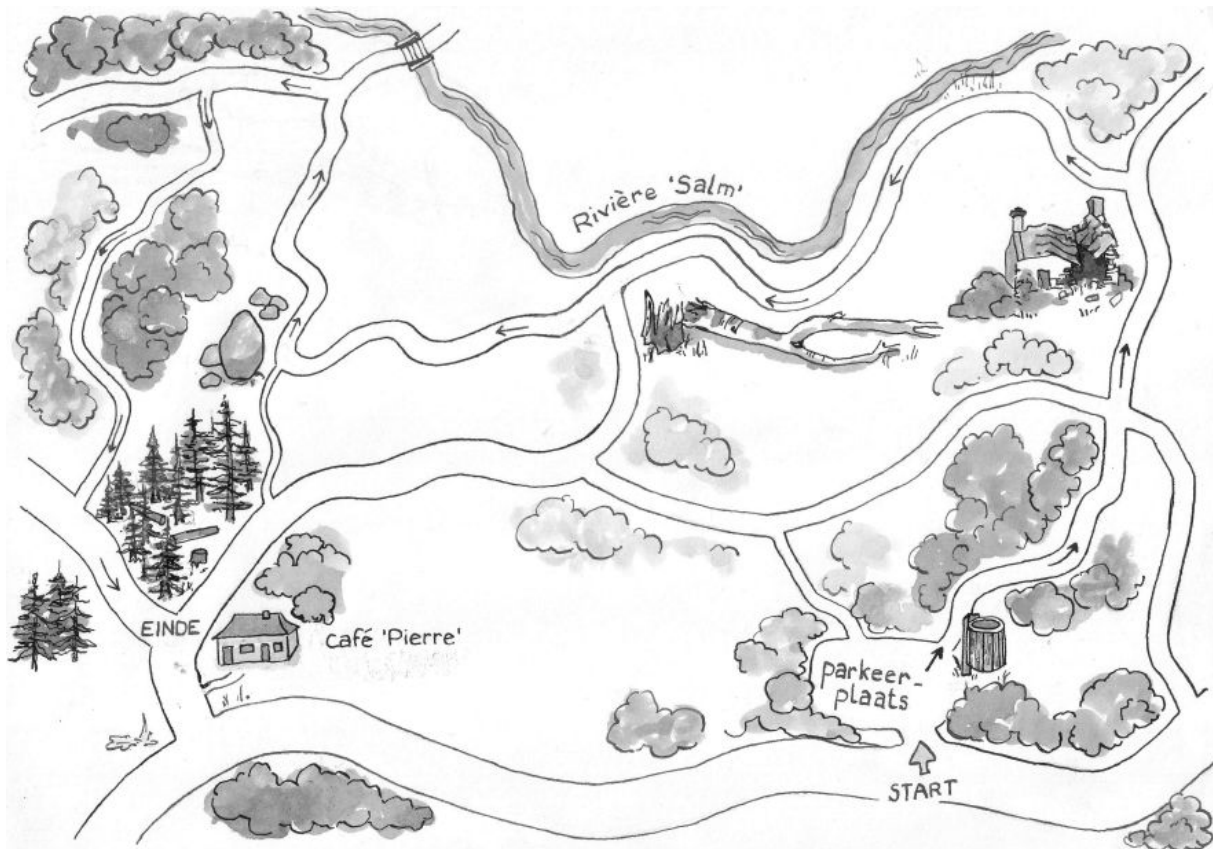 Rivière 'Salm'
EINDE
café 'Pierre'
parkeer-
plaats
START